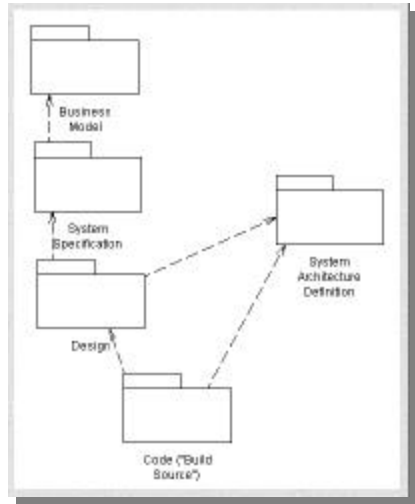 Business
Model
System
Specification
System
Architecture
Definition
Design
Code ("Build
Source")